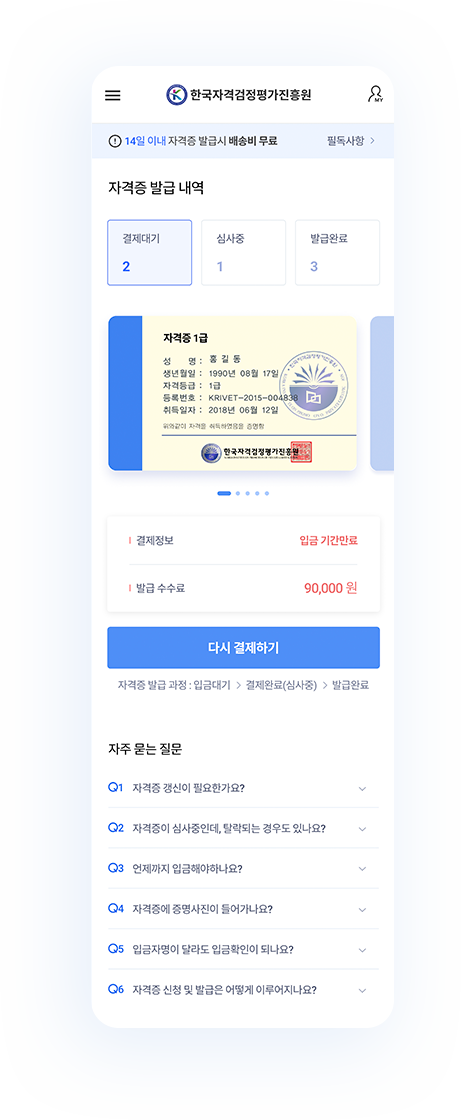 한국자격검정평가진흥원
MY
14일 이내 자격증 발급시 배송비 무료 필독사항
자격증 발급 내역
결제대기 심사중 발급완료
2 1 3
자격증 1급
성 명 : 홍 길 동
생년월일 : 1990년 08월 17일
자격등급 : 1급
등록번호 : KRIVET-2015-004838
취득일자 : 2018년 06월 12일
위와같이 자격을 취득하였음을 증명함
한국자격검정평가진흥원
결제정보 입금 기간만료
발급 수수료 90,000 원
다시 결제하기
자격증 발급 과정 : 입금대기 > 결제완료(심사중) > 발급완료
자주 묻는 질문
Q1 자격증 갱신이 필요한가요?
Q2 자격증이 심사중인데, 탈락되는 경우도 있나요?
Q3 언제까지 입금해야하나요?
Q4 자격증에 증명사진이 들어가나요?
Q5 입금자명이 달라도 입금확인이 되나요?
Q6 자격증 신청 및 발급은 어떻게 이루어지나요?